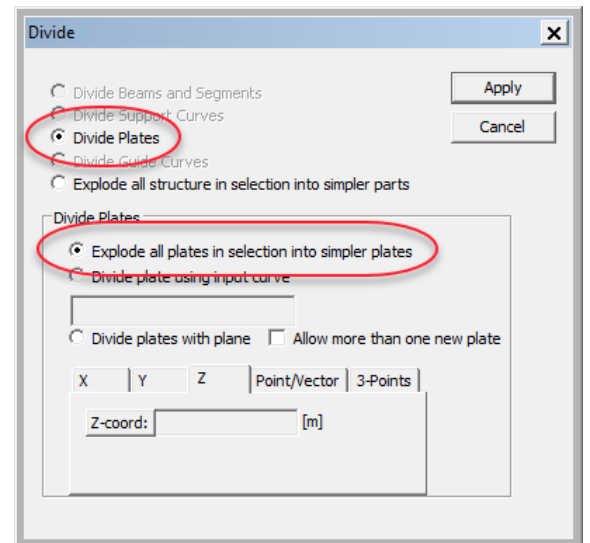 Divide
Divide Beams and Segments
Apply
Divide Support Curves
Cancel
Divide Plates
Divide Guide Curves
Explode all structure in selection into simpler parts
Divide Plates
Explode all plates in selection into simpler plates
Divide plate using input curve
Divide plates with plane Allow more than one new plate
X Y Z Point/Vector 3-Points
Z-coord: [m]